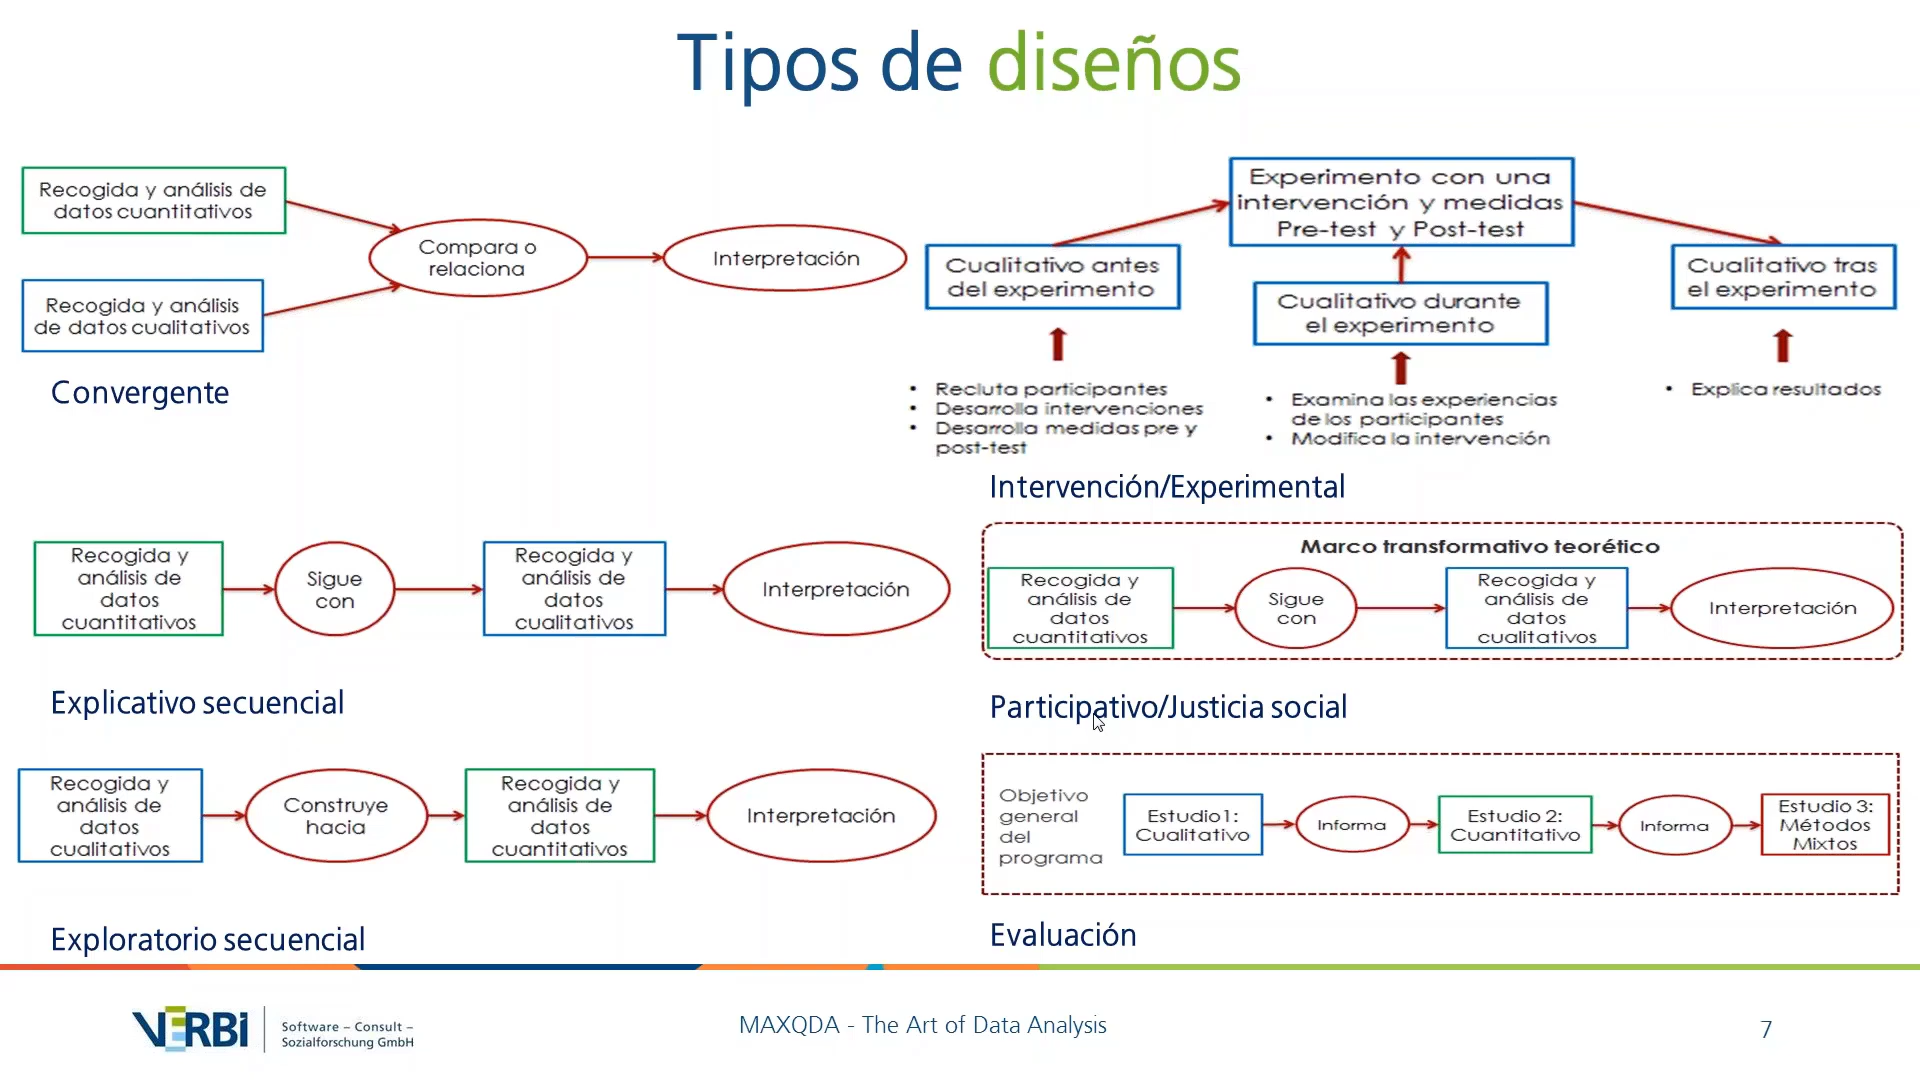 Tipos de diseños
Recogida y análisis de
datos cuantitativos
Recogida y análisis
de datos cualitativos
Compara o
relaciona
Interpretación
Convergente
Experimento con una
intervención y medidas
Pre-test y Post-test
Cualitativo antes
del experimento
Cualitativo durante
el experimento
Cualitativo tras
el experimento
• Recluta participantes
• Desarrolla intervenciones
• Desarrolla medidas pre y
post-test
• Examina las experiencias
de los participantes
• Modifica la intervención
• Explica resultados
Intervención/Experimental
Recogida y
análisis de
datos
cuantitativos
Sigue
con
Recogida y
análisis de
datos
cualitativos
Interpretación
Explicativo secuencial
Marco transformativo teorético
Recogida y
análisis de
datos
cuantitativos
Sigue
con
Recogida y
análisis de
datos
cualitativos
Interpretación
Participativo/Justicia social
Recogida y
análisis de
datos
cualitativos
Construye
hacia
Recogida y
análisis de
datos
cuantitativos
Interpretación
Exploratorio secuencial
Objetivo
general
del
programa
Estudio1:
Cualitativo
Informa
Estudio 2:
Cuantitativo
Informa
Estudio 3:
Métodos
Mixtos
Evaluación
VERBI
Software – Consult –
Sozialforschung GmbH
MAXQDA - The Art of Data Analysis
7